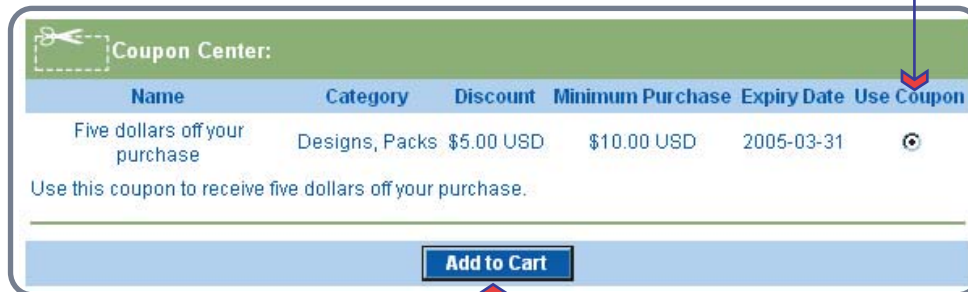 Coupon Center:
Name Category Discount Minimum Purchase Expiry Date Use Coupon
Five dollars off your
purchase
Designs, Packs $5.00 USD $10.00 USD 2005-03-31
Use this coupon to receive five dollars off your purchase.
Add to Cart